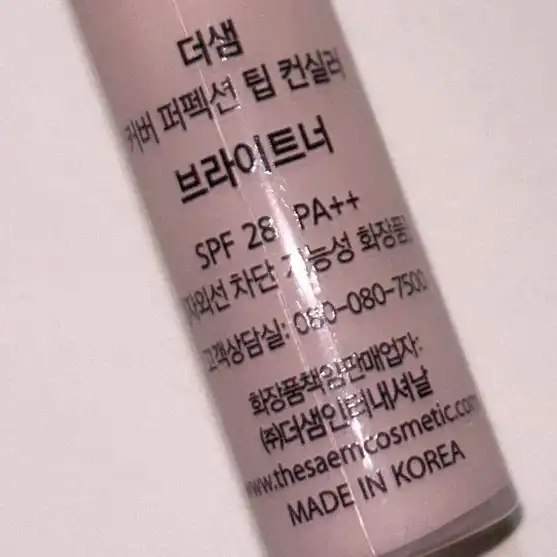 더샘
커버 퍼펙션 팁 컨실러
브라이트너
SPF 28 PA++
자외선 차단 기능성 화장품
고객상담실: 080-080-7500
화장품책임판매업자:
㈜더샘인터내셔날
www.thesaemcosmetic.com
MADE IN KOREA